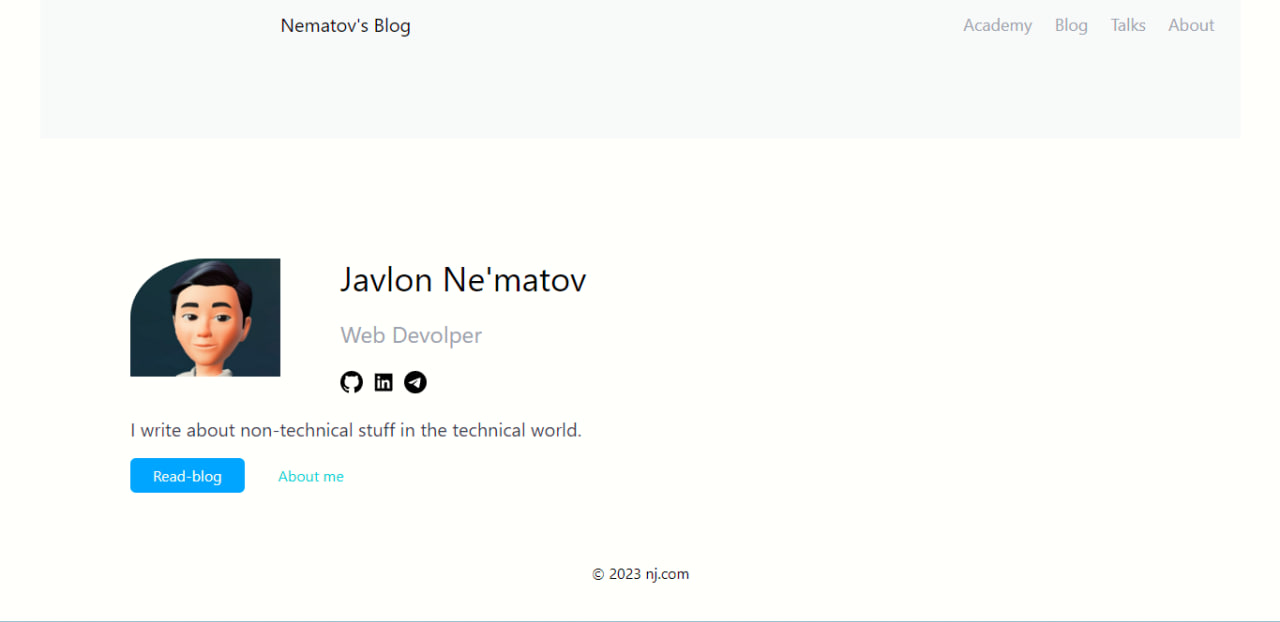 Nematov's Blog Academy Blog Talks About
Javlon Ne'matov
Web Devolper
in
I write about non-technical stuff in the technical world.
Read-blog About me
© 2023 nj.com